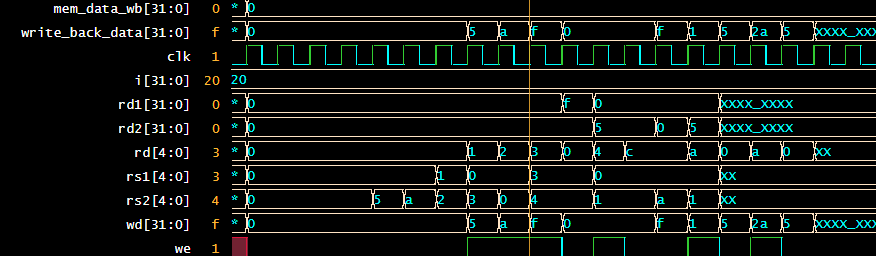 mem_data_wb[31:0] 0 * 0
write_back_data[31:0] f * 0 5 a f 0 f 1 5 2a 5 xxxx_xxx
clk 1
i[31:0] 20 20
rd1[31:0] 0 * 0 f 0 xxxx_xxxx
rd2[31:0] 0 * 0 5 0 5 xxxx_xxxx
rd[4:0] 3 * 0 1 2 3 0 4 c a 0 a 0 xx
rs1[4:0] 3 * 0 1 0 3 0 xx
rs2[4:0] 4 * 0 5 a 2 3 0 4 1 a 1 xx
wd[31:0] f * 0 5 a f 0 f 1 5 2a 5 xxxx_xxx
we 1